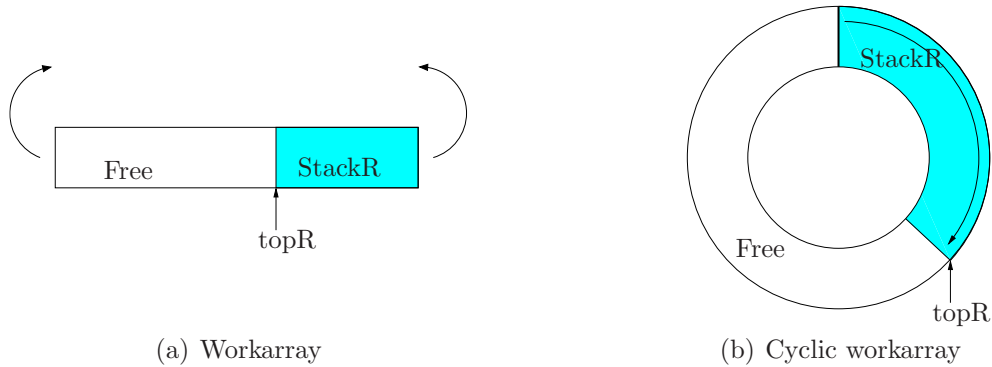 Free
StackR
topR
(a) Workarray
StackR
Free
topR
(b) Cyclic workarray